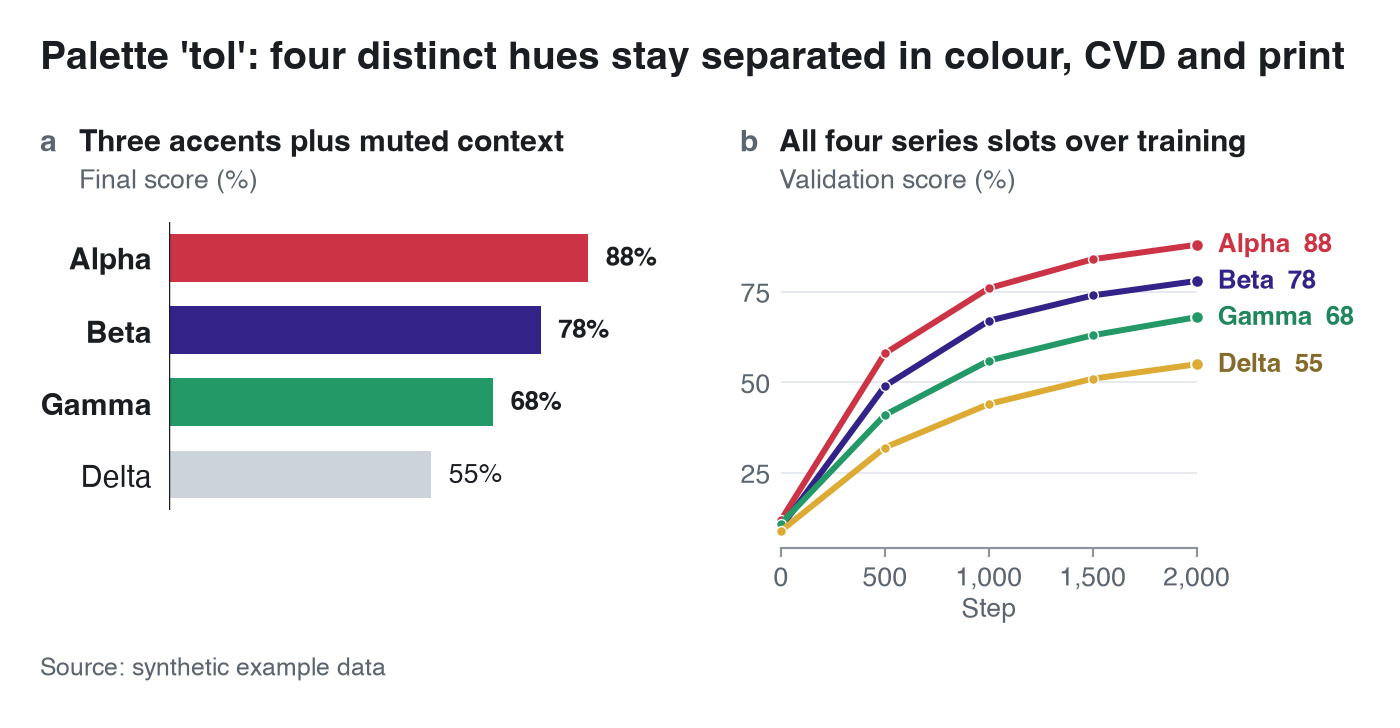 Palette 'tol': four distinct hues stay separated in colour, CVD and print
a Three accents plus muted context
Final score (%)
Alpha 88%
Beta 78%
Gamma 68%
Delta 55%
b All four series slots over training
Validation score (%)
Alpha 88
Beta 78
Gamma 68
Delta 55
75
50
25
0 500 1,000 1,500 2,000
Step
Source: synthetic example data